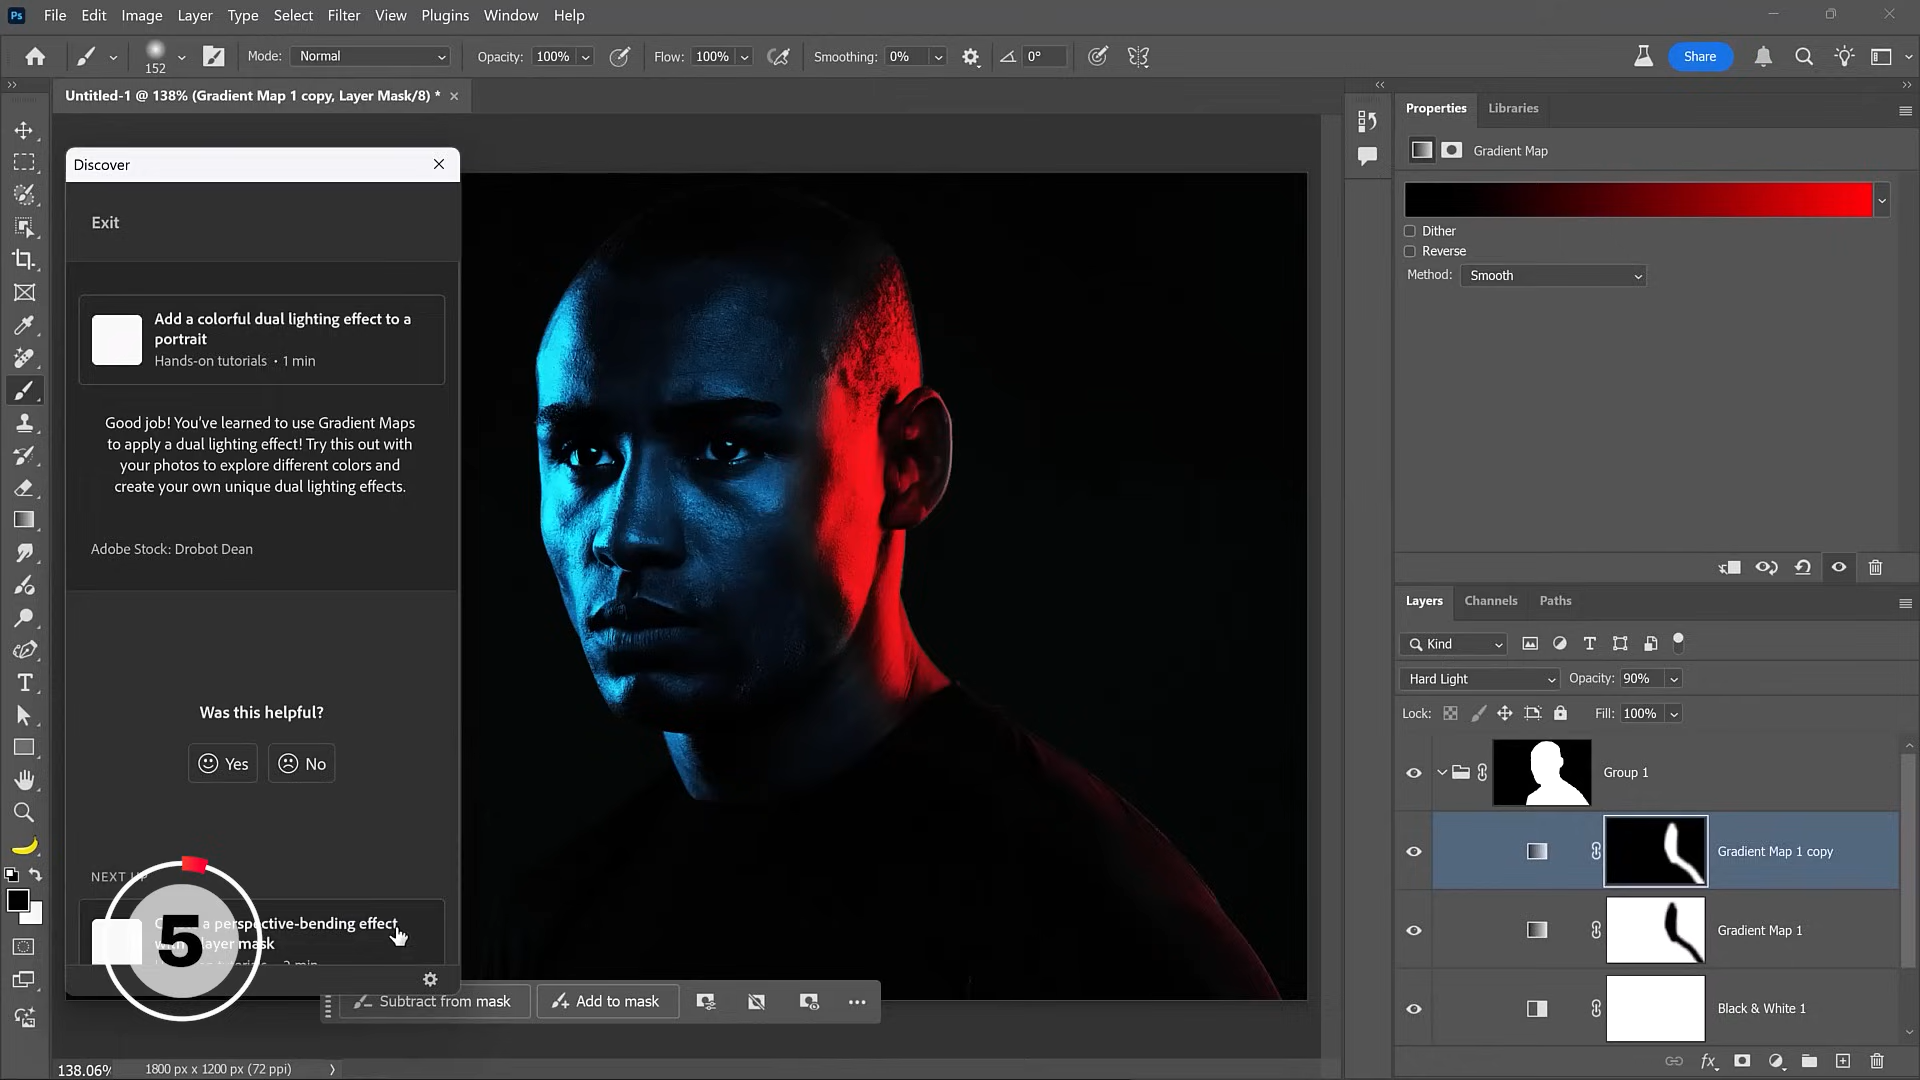 Ps File Edit Image Layer Type Select Filter View Plugins Window Help
152 Mode: Normal Opacity: 100% Flow: 100% Smoothing: 0% 0° Share
Untitled-1 @ 138% (Gradient Map 1 copy, Layer Mask/8) *
Discover
Exit
Add a colorful dual lighting effect to a
portrait
Hands-on tutorials • 1 min
Good job! You've learned to use Gradient Maps
to apply a dual lighting effect! Try this out with
your photos to explore different colors and
create your own unique dual lighting effects.
Adobe Stock: Drobot Dean
Was this helpful?
Yes No
NEXT
a perspective-bending effect
layer mask
5
Subtract from mask Add to mask
138.06% 1800 px x 1200 px (72 ppi)
Properties Libraries
Gradient Map
Dither
Reverse
Method: Smooth
Layers Channels Paths
Kind
Hard Light Opacity: 90%
Lock: Fill: 100%
Group 1
Gradient Map 1 copy
Gradient Map 1
Black & White 1
fx